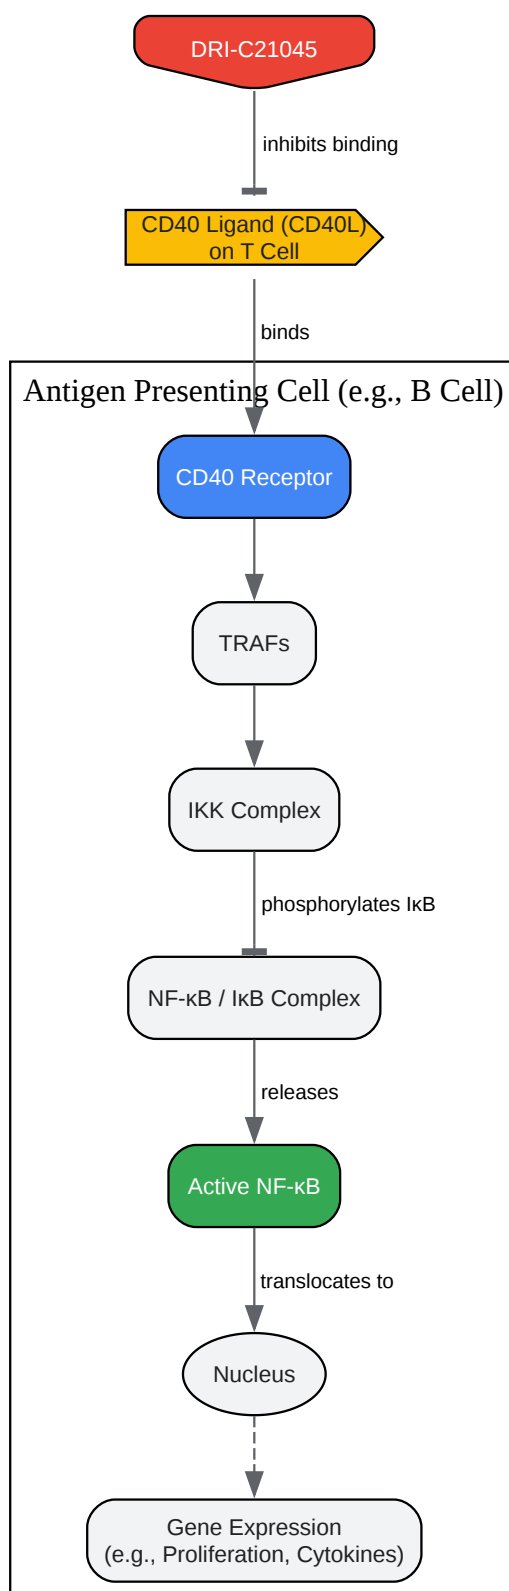 DRI-C21045
inhibits binding
CD40 Ligand (CD40L)
on T Cell
binds
Antigen Presenting Cell (e.g., B Cell)
CD40 Receptor
TRAFs
IKK Complex
phosphorylates IκB
NF-κB / IκB Complex
releases
Active NF-κB
translocates to
Nucleus
Gene Expression
(e.g., Proliferation, Cytokines)